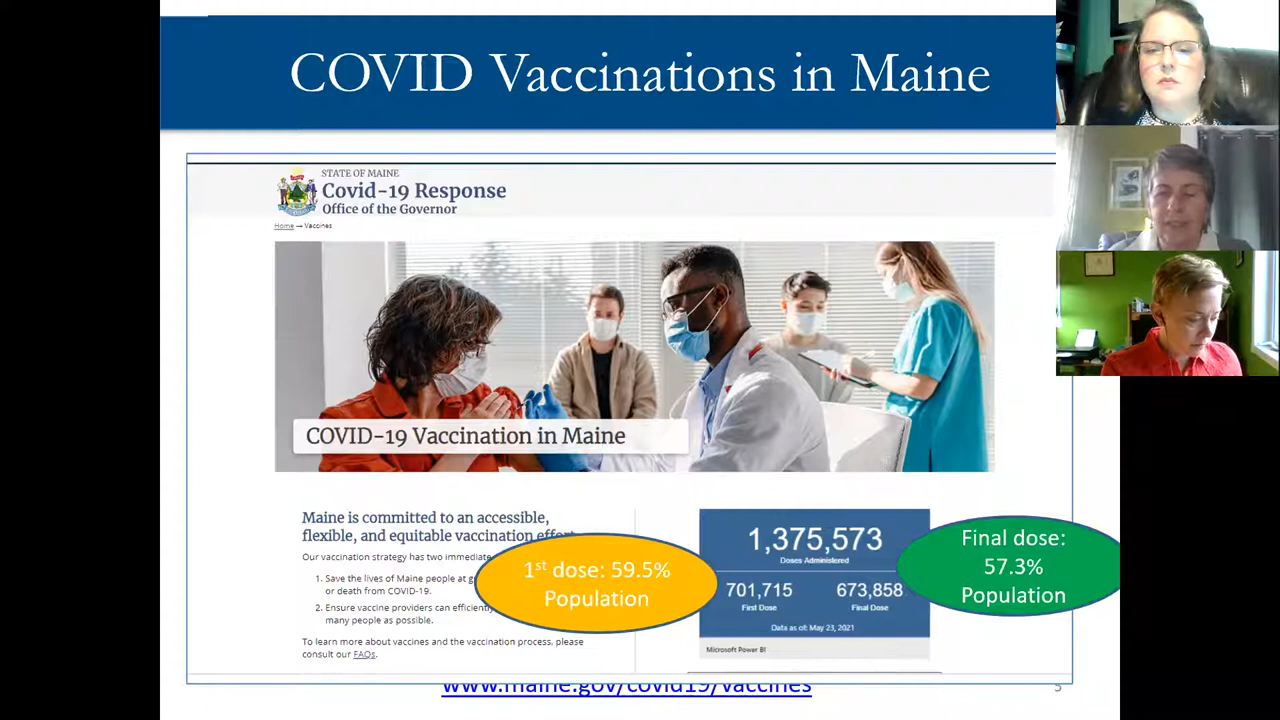 COVID Vaccinations in Maine
STATE OF MAINE
Covid-19 Response
Office of the Governor
Home → Vaccines
COVID-19 Vaccination in Maine
Maine is committed to an accessible,
flexible, and equitable vaccination effort
Our vaccination strategy has two immediate
1. Save the lives of Maine people at
or death from COVID-19.
2. Ensure vaccine providers can efficiently
many people as possible.
To learn more about vaccines and the vaccination process, please
consult our FAQs.
1st dose: 59.5%
Population
1,375,573
Doses Administered
701,715
First Dose
673,858
Final Dose
Data as of: May 23, 2021
Microsoft Power BI
Final dose:
57.3%
Population
www.maine.gov/covid19/vaccines
5